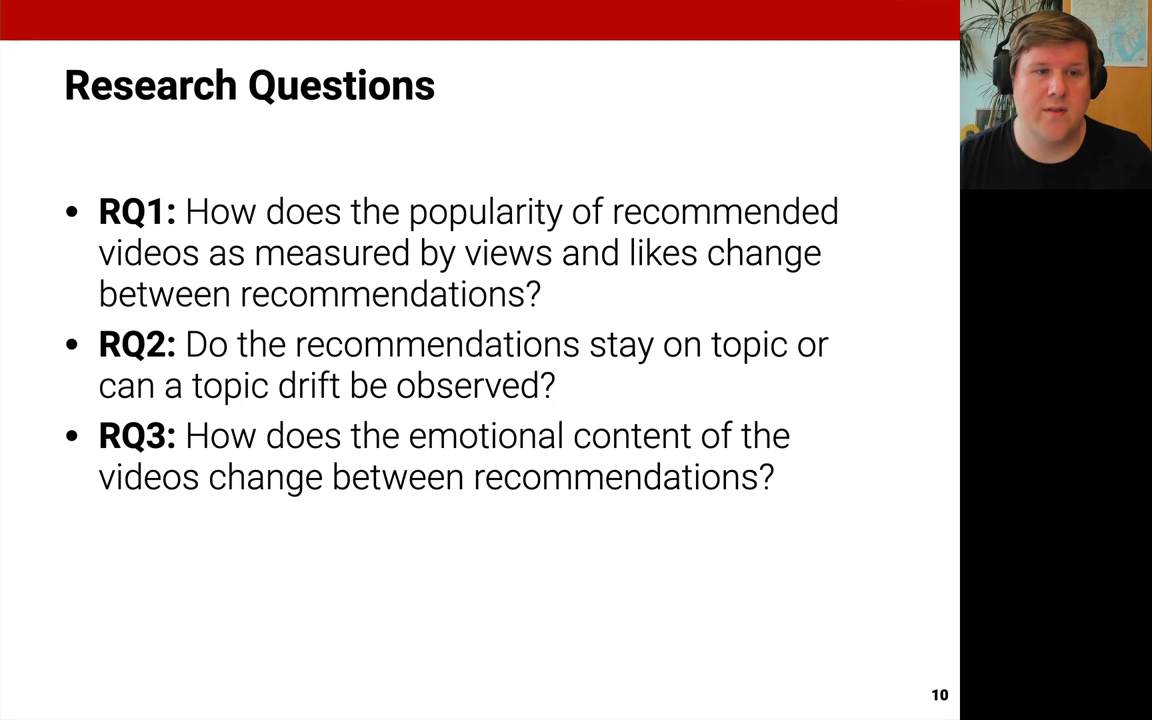 Research Questions
• RQ1: How does the popularity of recommended
videos as measured by views and likes change
between recommendations?
• RQ2: Do the recommendations stay on topic or
can a topic drift be observed?
• RQ3: How does the emotional content of the
videos change between recommendations?
10